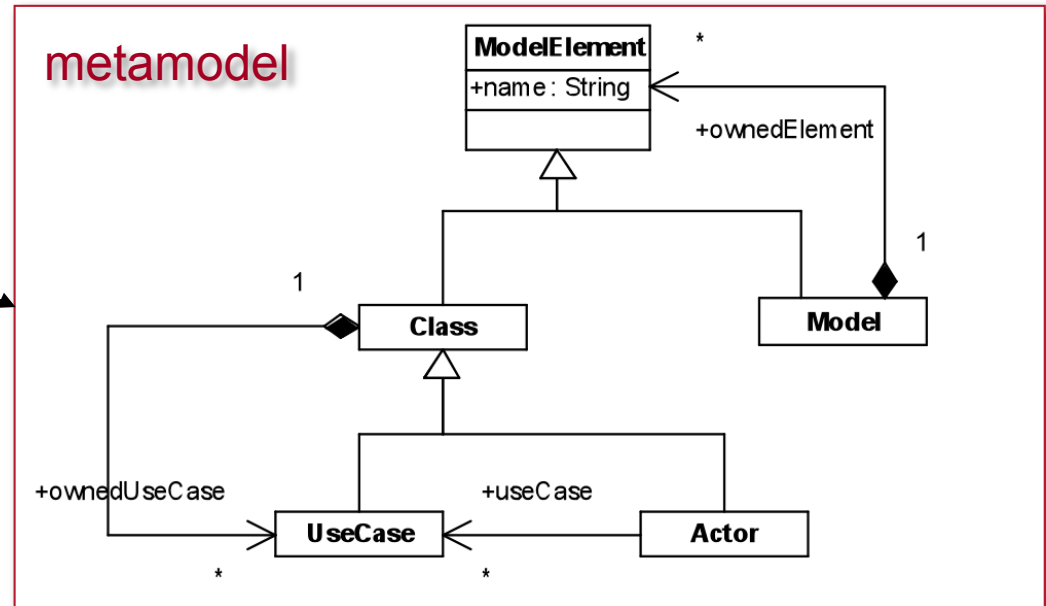 metamodel
ModelElement
*
+name : String
+ownedElement
1
1
Class
Model
+ownedUseCase
+useCase
UseCase
Actor
*
*